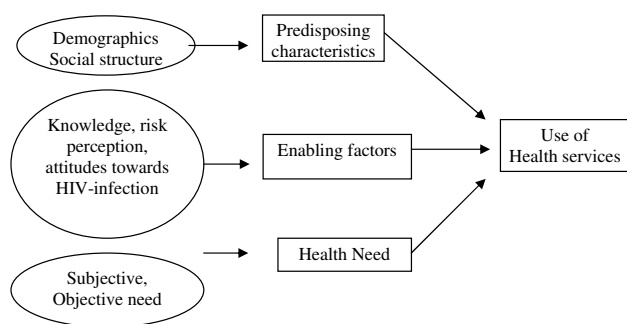 Demographics
Social structure
Predisposing
characteristics
Knowledge, risk
perception,
attitudes towards
HIV-infection
Enabling factors
Use of
Health services
Health Need
Subjective,
Objective need